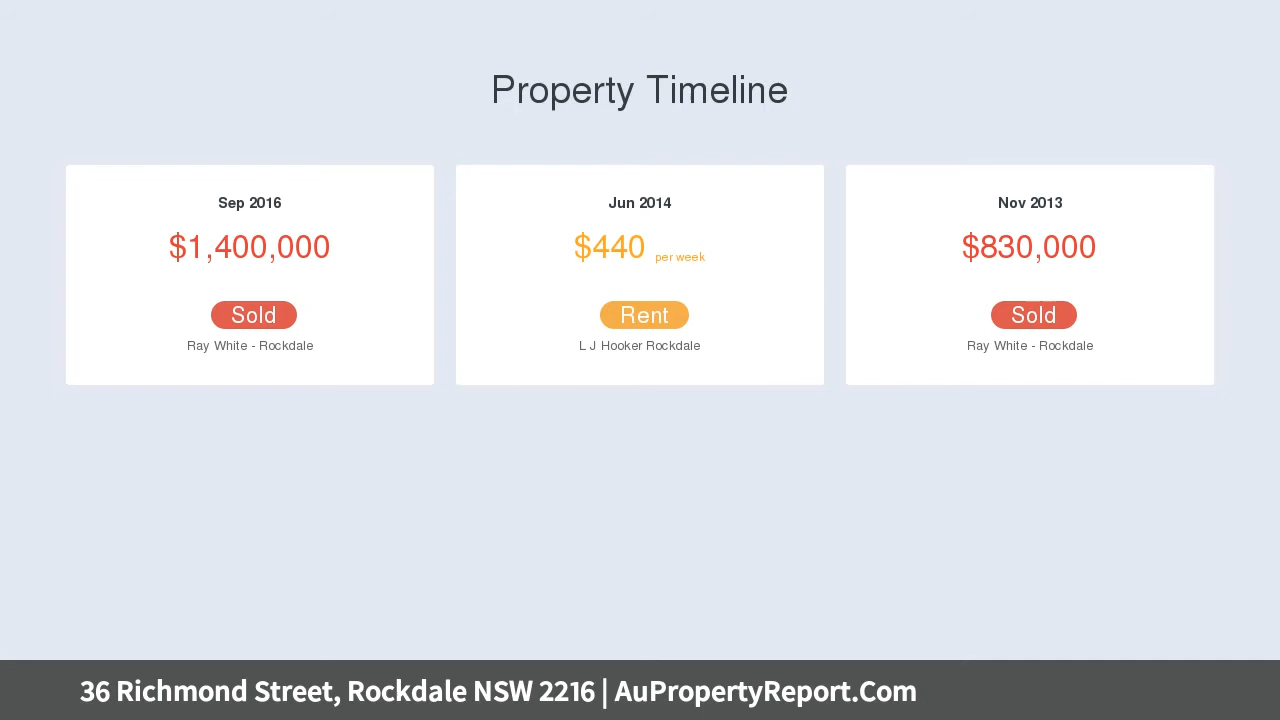 Property Timeline
Sep 2016
$1,400,000
Sold
Ray White - Rockdale
Jun 2014
$440 per week
Rent
L J Hooker Rockdale
Nov 2013
$830,000
Sold
Ray White - Rockdale
36 Richmond Street, Rockdale NSW 2216 | AuPropertyReport.Com